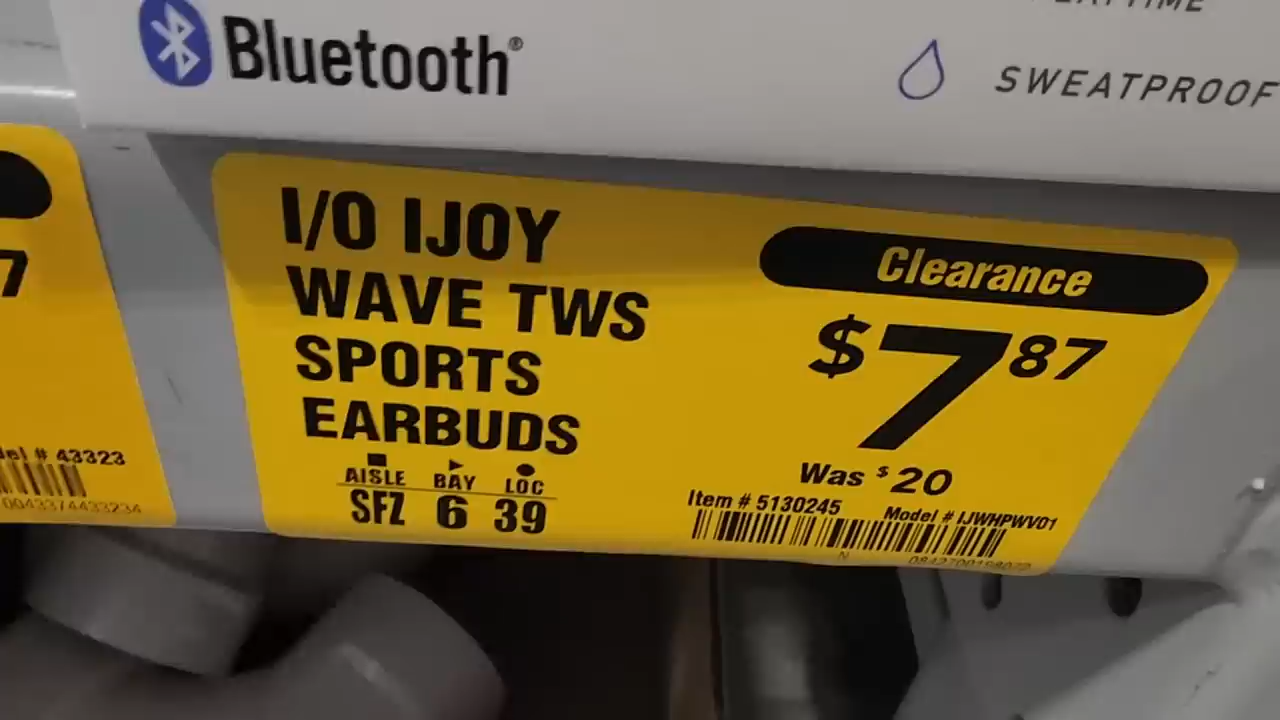 Bluetooth®
SWEATPROOF
I/O IJOY
WAVE TWS
SPORTS
EARBUDS
AISLE BAY LOC
SFZ 6 39
Clearance
$7 87
Was $20
Item # 5130245 Model # IJWHPWV01
N
7
# 43323